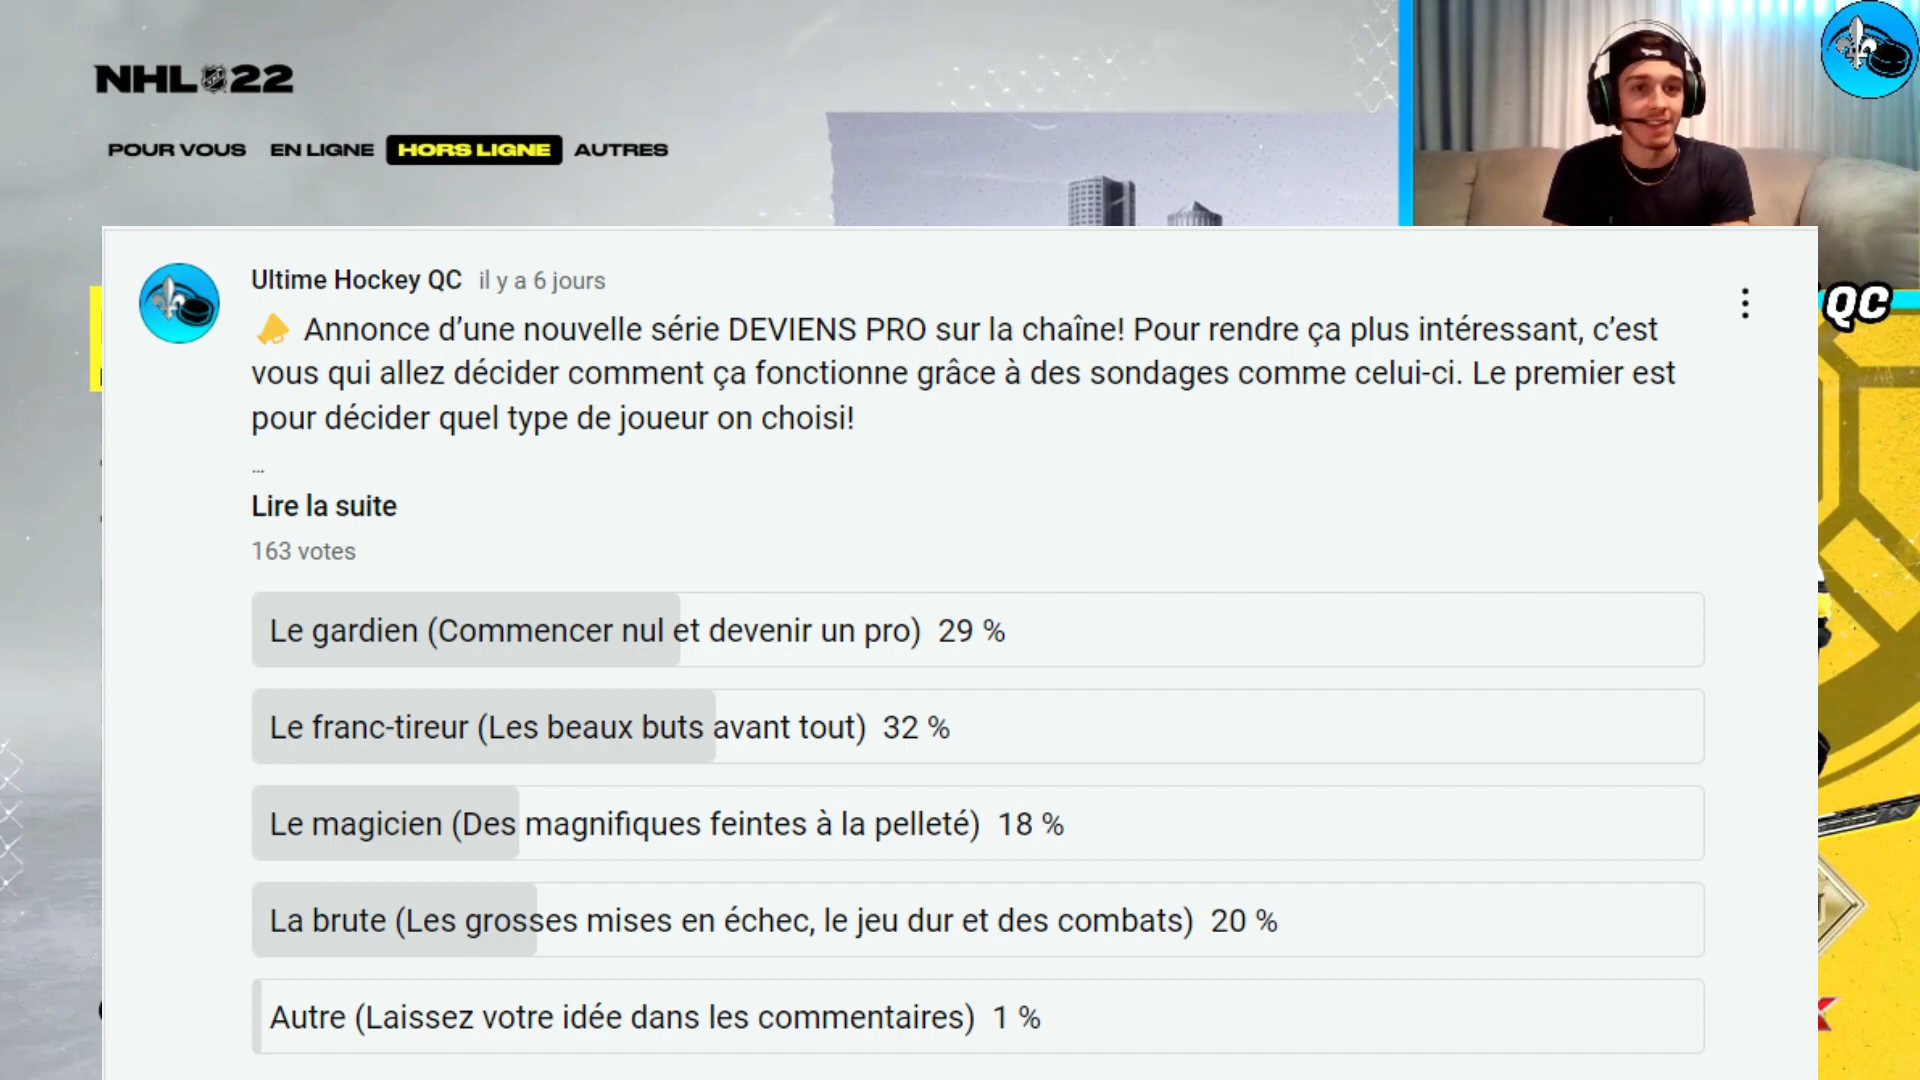 NHL 22
POUR VOUS EN LIGNE HORS LIGNE AUTRES
QC
Ultime Hockey QC il y a 6 jours
Annonce d’une nouvelle série DEVIENS PRO sur la chaîne! Pour rendre ça plus intéressant, c’est
vous qui allez décider comment ça fonctionne grâce à des sondages comme celui-ci. Le premier est
pour décider quel type de joueur on choisi!
...
Lire la suite
163 votes
Le gardien (Commencer nul et devenir un pro) 29 %
Le franc-tireur (Les beaux buts avant tout) 32 %
Le magicien (Des magnifiques feintes à la pelleté) 18 %
La brute (Les grosses mises en échec, le jeu dur et des combats) 20 %
Autre (Laissez votre idée dans les commentaires) 1 %